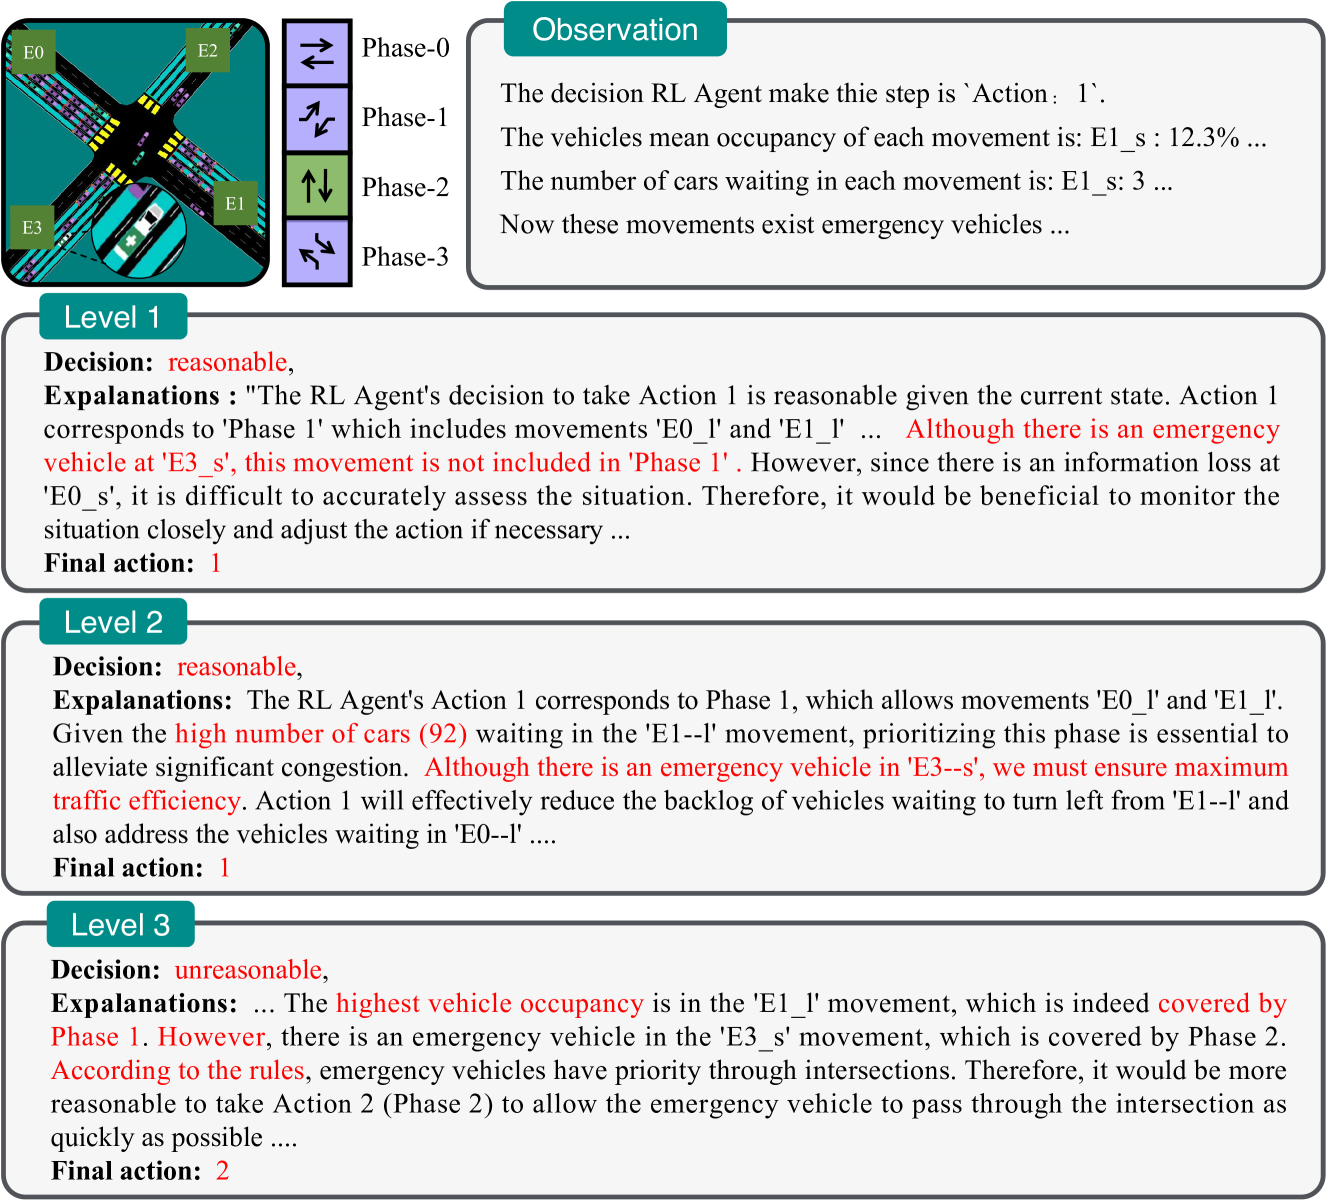 E0
E2
E1
E3
Phase-0
Phase-1
Phase-2
Phase-3
Observation
The decision RL Agent make thie step is `Action: 1`.
The vehicles mean occupancy of each movement is: E1_s : 12.3% ...
The number of cars waiting in each movement is: E1_s: 3 ...
Now these movements exist emergency vehicles ...
Level 1
Decision: reasonable,
Expalanations : "The RL Agent's decision to take Action 1 is reasonable given the current state. Action 1
corresponds to 'Phase 1' which includes movements 'E0_l' and 'E1_l' ... Although there is an emergency
vehicle at 'E3_s', this movement is not included in 'Phase 1' . However, since there is an information loss at
'E0_s', it is difficult to accurately assess the situation. Therefore, it would be beneficial to monitor the
situation closely and adjust the action if necessary ...
Final action: 1
Level 2
Decision: reasonable,
Expalanations: The RL Agent's Action 1 corresponds to Phase 1, which allows movements 'E0_l' and 'E1_l'.
Given the high number of cars (92) waiting in the 'E1--l' movement, prioritizing this phase is essential to
alleviate significant congestion. Although there is an emergency vehicle in 'E3--s', we must ensure maximum
traffic efficiency. Action 1 will effectively reduce the backlog of vehicles waiting to turn left from 'E1--l' and
also address the vehicles waiting in 'E0--l' ....
Final action: 1
Level 3
Decision: unreasonable,
Expalanations: ... The highest vehicle occupancy is in the 'E1_l' movement, which is indeed covered by
Phase 1. However, there is an emergency vehicle in the 'E3_s' movement, which is covered by Phase 2.
According to the rules, emergency vehicles have priority through intersections. Therefore, it would be more
reasonable to take Action 2 (Phase 2) to allow the emergency vehicle to pass through the intersection as
quickly as possible ....
Final action: 2